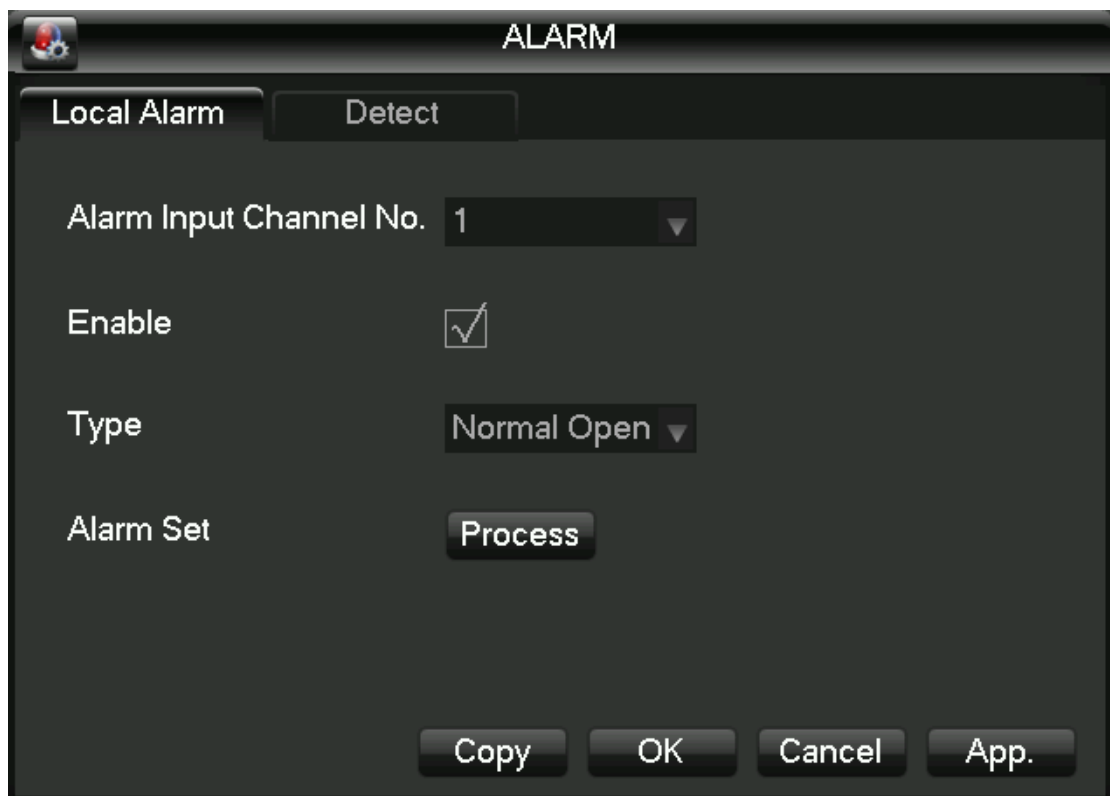 ALARM
Local Alarm Detect
Alarm Input Channel No. 1
Enable
Type Normal Open
Alarm Set Process
Copy OK Cancel App.